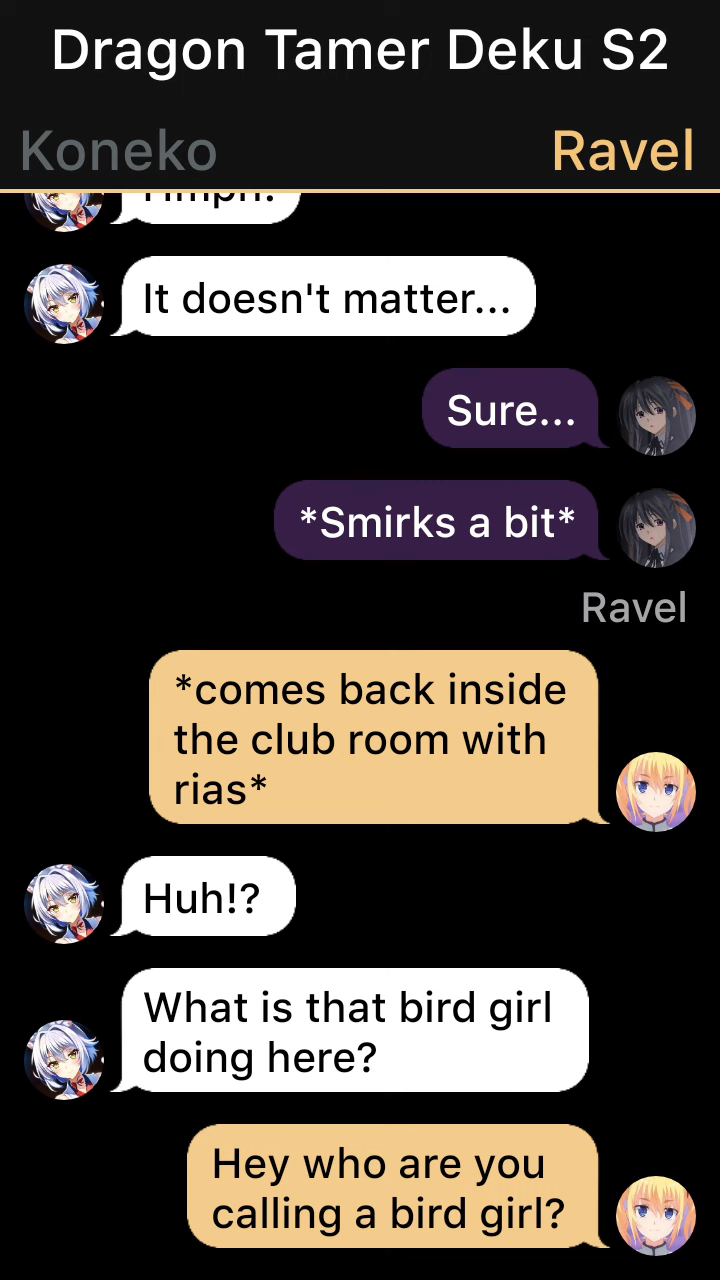 Dragon Tamer Deku S2
Koneko
Ravel
It doesn't matter...
Sure...
*Smirks a bit*
Ravel
*comes back inside
the club room with
rias*
Huh!?
What is that bird girl
doing here?
Hey who are you
calling a bird girl?